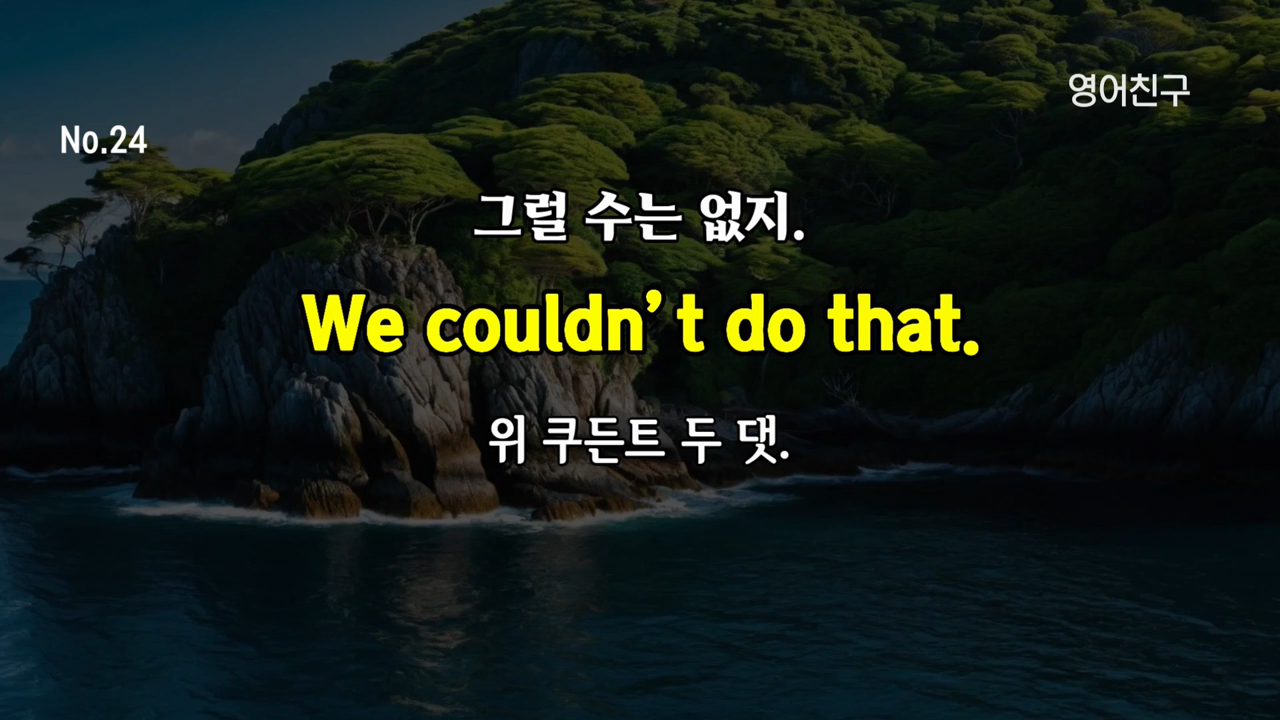 영어친구
No.24
그럴 수는 없지.
We couldn’t do that.
위 쿠든트 두 댓.